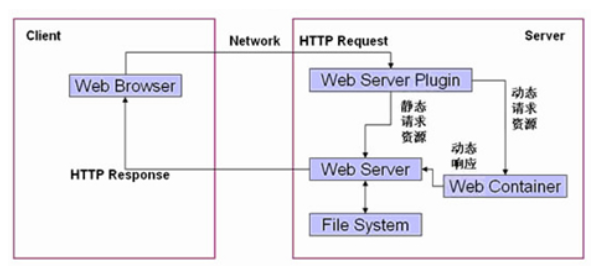 Client
Network
HTTP Request
Server
Web Browser
Web Server Plugin
静态
请求
资源
动态
请求
资源
HTTP Response
Web Server
动态
响应
Web Container
File System